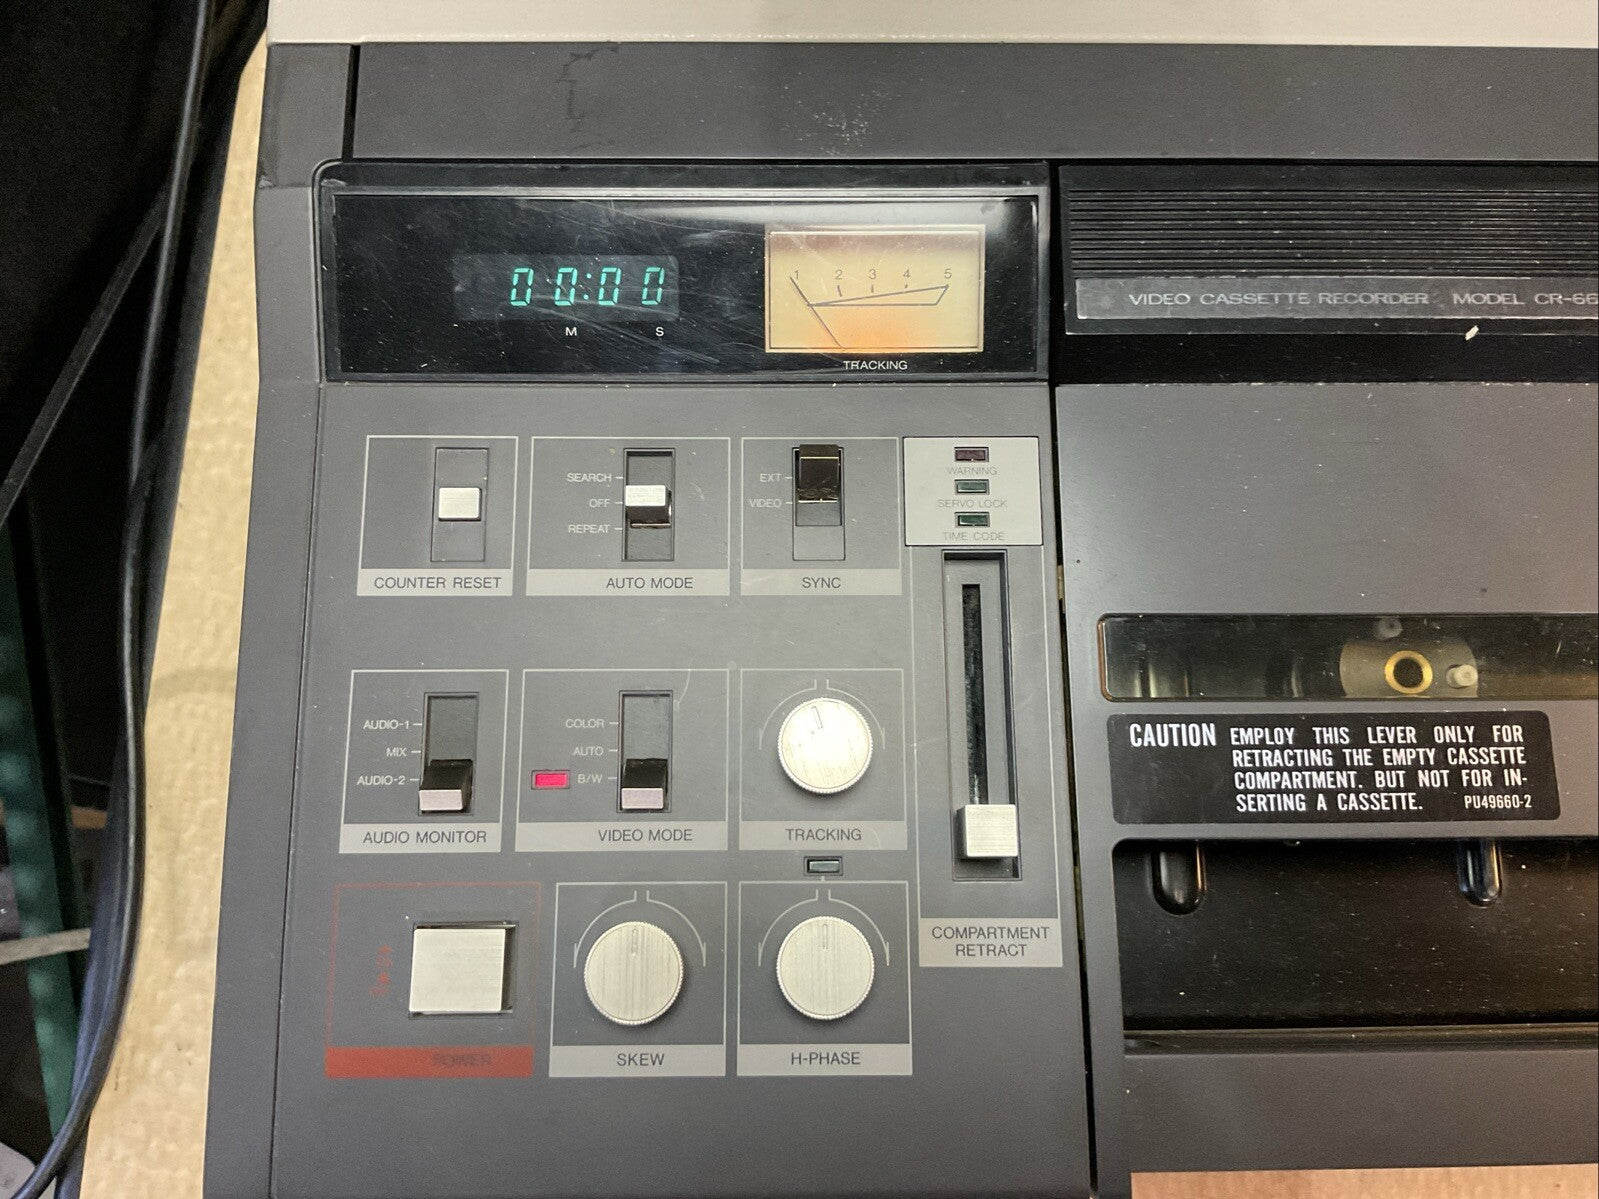 00:00
M S
1 2 3 4 5
TRACKING
VIDEO CASSETTE RECORDER MODEL CR-66
COUNTER RESET
SEARCH
OFF
REPEAT
AUTO MODE
EXT
VIDEO
SYNC
WARNING
SERVO LOCK
TIME CODE
AUDIO-1
MIX
AUDIO-2
AUDIO MONITOR
COLOR
AUTO
B/W
VIDEO MODE
TRACKING
COMPARTMENT
RETRACT
POWER
SKEW
H-PHASE
CAUTION EMPLOY THIS LEVER ONLY FOR
RETRACTING THE EMPTY CASSETTE
COMPARTMENT. BUT NOT FOR IN-
SERTING A CASSETTE. PU49660-2